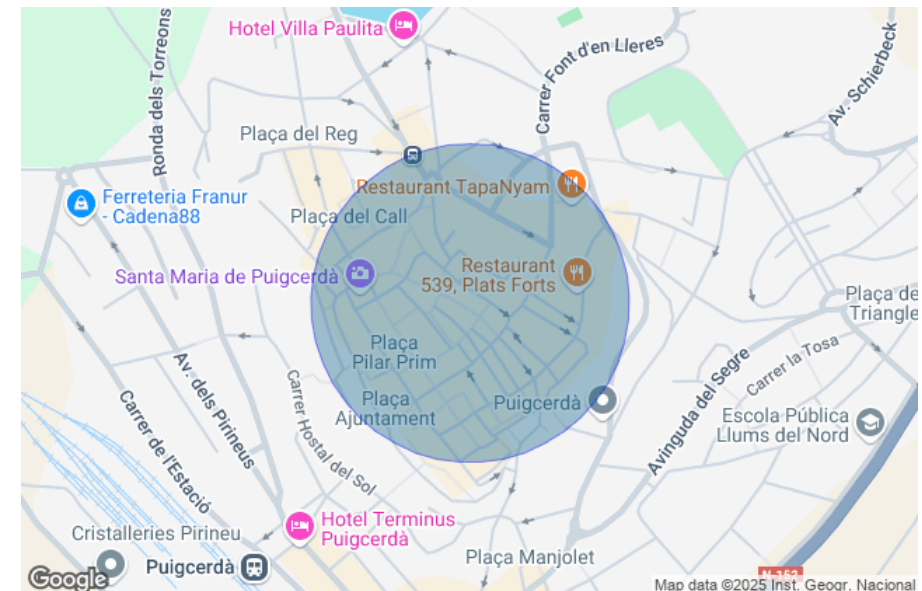 Hotel Villa Paulita
Ronda dels Torreons
Carrer Font d'en Lleres
Av. Schierbeck
Plaça del Reg
Restaurant TapaNyam
Ferreteria Franur
- Cadena88
Plaça del Call
Santa Maria de Puigcerdà
Restaurant
539, Plats Forts
Plaça de
Triangle
Plaça
Pilar Prim
Av. dels Pirineus
Carrer Hostal del Sol
Plaça
Ajuntament
Puigcerdà
Avinguda del Segre
Carrer la Tosa
Carrer de l'Estació
Escola Pública
Llums del Nord
Hotel Terminus
Puigcerdà
Cristalleries Pirineu
Puigcerdà
Plaça Manjolet
N-152
Google
Map data ©2025 Inst. Geogr. Nacional